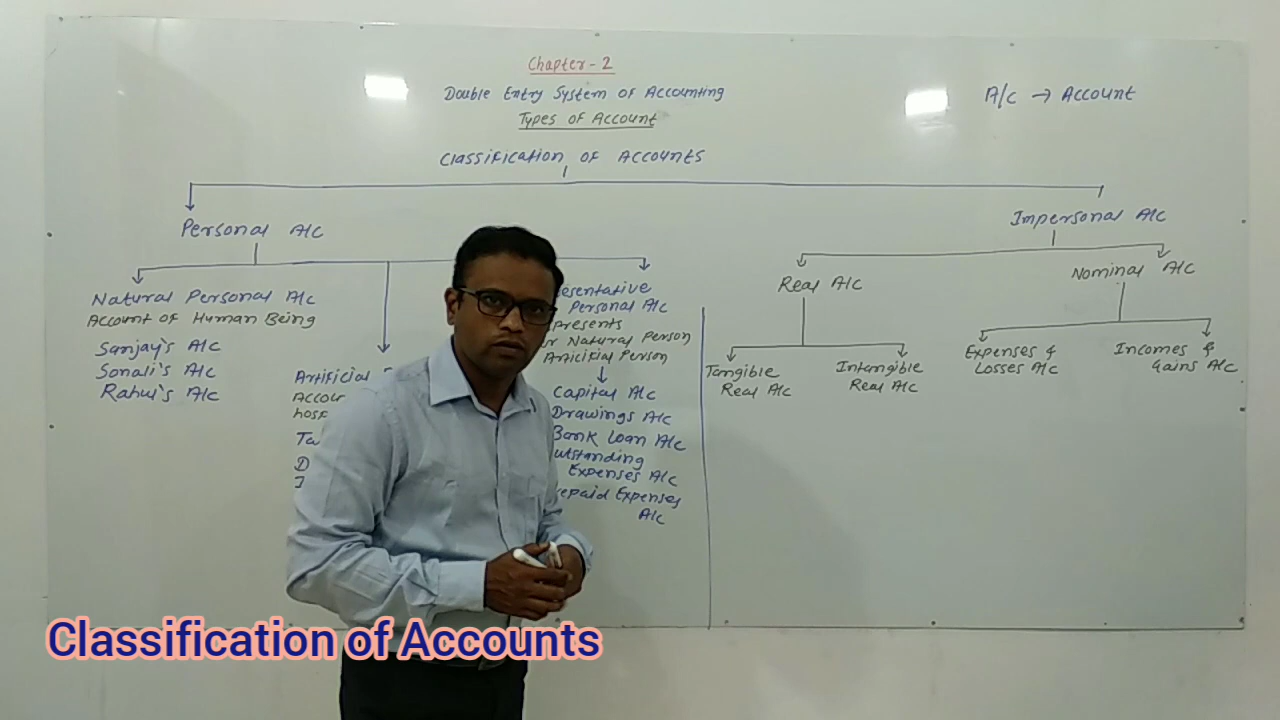 Chapter-2
Double Entry System of Accounting
Types of Account
A/c → Account
Classification of Accounts
Personal A/c
Impersonal A/c
Natural Personal A/c
Account of Human Being
Sanjay's A/c
Sonali's A/c
Rahul's A/c
Artificial
Personal A/c
Natural Person
Artificial Person
Capital A/c
Drawings A/c
Bank Loan A/c
Expenses A/c
Expenses
A/c
Real A/c
Nominal A/c
Tangible
Real A/c
Intangible
Real A/c
Expenses &
Losses A/c
Incomes &
Gains A/c
Classification of Accounts